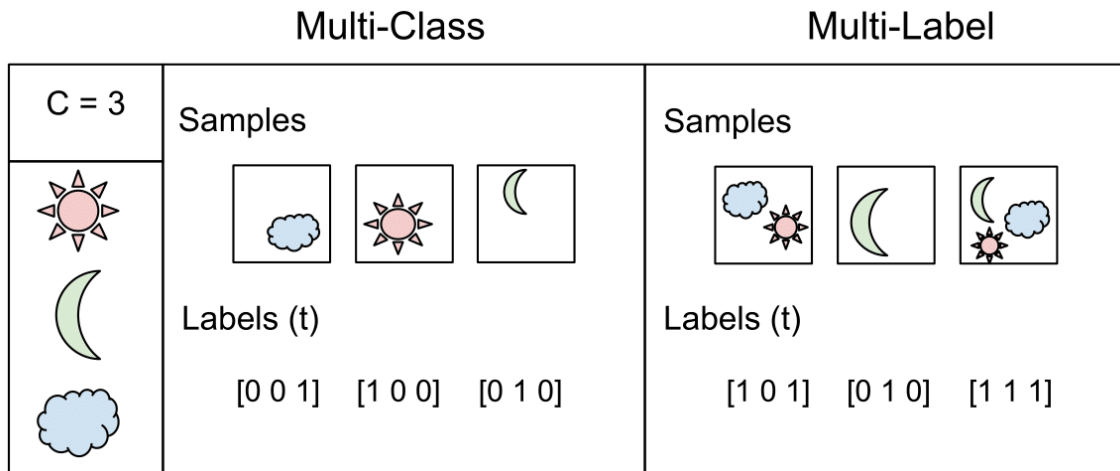 Multi-Class
Multi-Label
C = 3
Samples
Labels (t)
[0 0 1] [1 0 0] [0 1 0]
Samples
Labels (t)
[1 0 1] [0 1 0] [1 1 1]